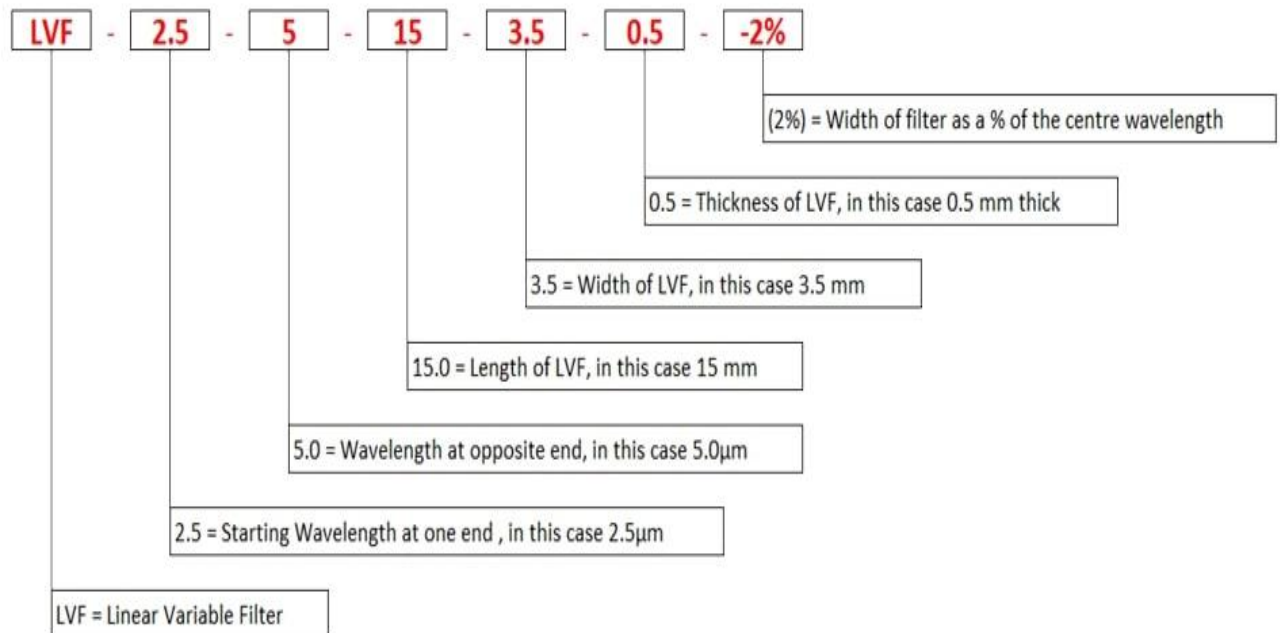 LVF - 2.5 - 5 - 15 - 3.5 - 0.5 - -2%
(2%) = Width of filter as a % of the centre wavelength
0.5 = Thickness of LVF, in this case 0.5 mm thick
3.5 = Width of LVF, in this case 3.5 mm
15.0 = Length of LVF, in this case 15 mm
5.0 = Wavelength at opposite end, in this case 5.0µm
2.5 = Starting Wavelength at one end , in this case 2.5µm
LVF = Linear Variable Filter